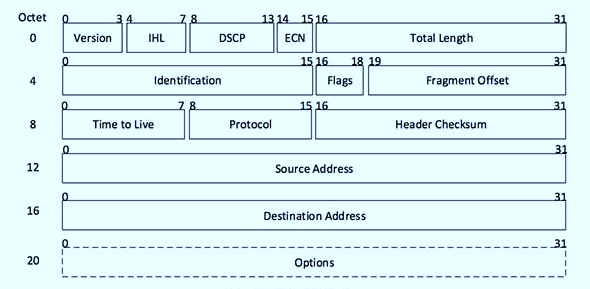 Octet 0 3 4 7 8 13 14 15 16 31
0 Version IHL DSCP ECN Total Length
0 15 16 18 19 31
4 Identification Flags Fragment Offset
0 7 8 15 16 31
8 Time to Live Protocol Header Checksum
0 31
12 Source Address
0 31
16 Destination Address
0 31
20 Options